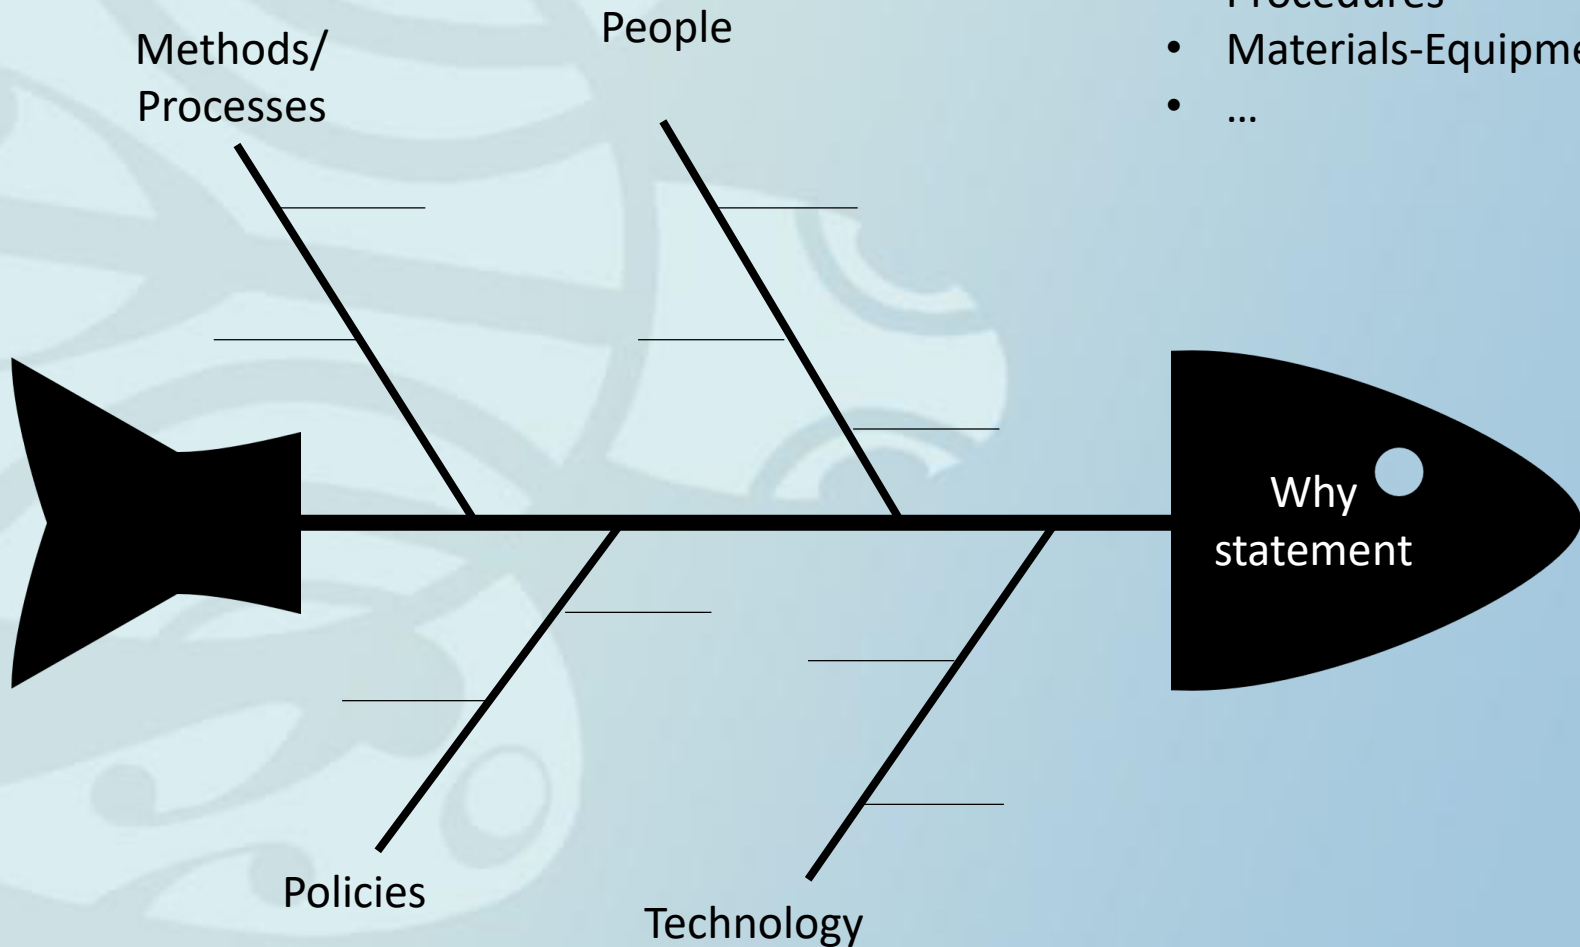 Procedures
• Materials-Equipme
• ...
People
Methods/
Processes
Why
statement
Policies
Technology